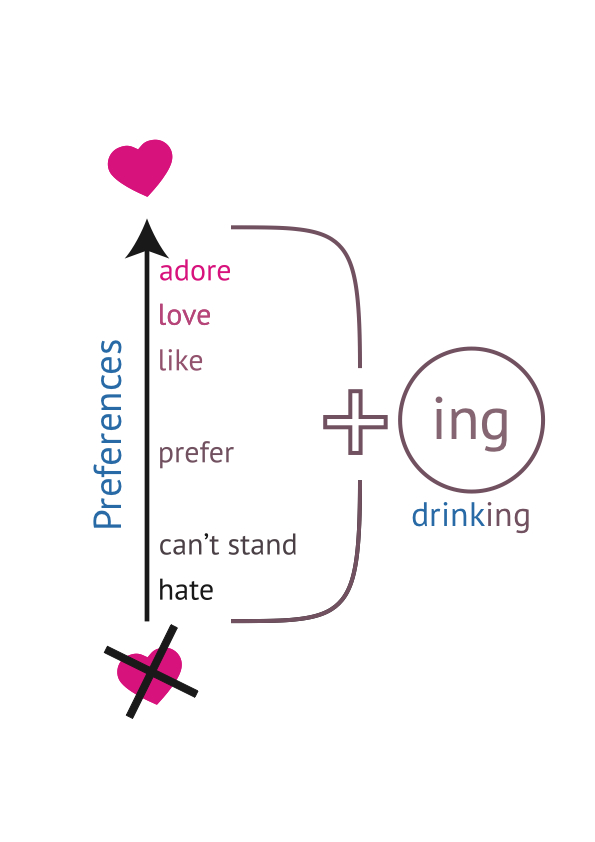 Preferences
adore
love
like
prefer
can't stand
hate
ing
drinking